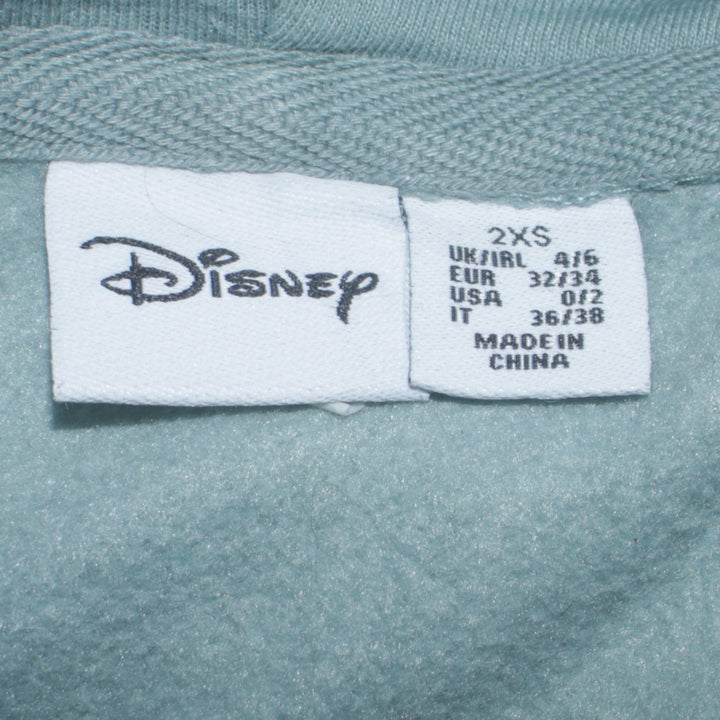 Disney
2XS
UK/IRL 4/6
EUR 32/34
USA 0/2
IT 36/38
MADE IN
CHINA